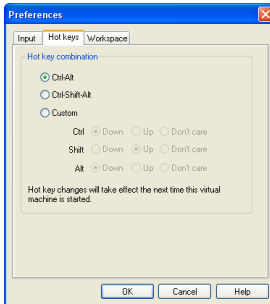 Preferences
Input Hot keys Workspace
Hot key combination
Ctrl-Alt
Ctrl-Shift-Alt
Custom
Ctrl Down Up Don't care
Shift Down Up Don't care
Alt Down Up Don't care
Hot key changes will take effect the next time this virtual
machine is started.
OK Cancel Help